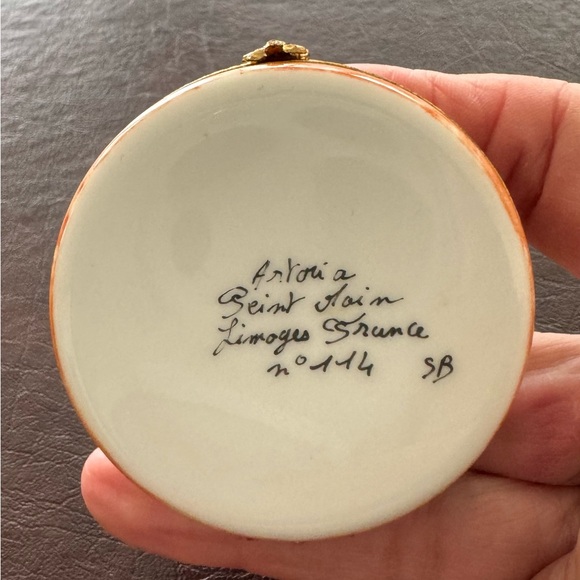 Artoria
Peint Main
Limoges France
n° 114 SB